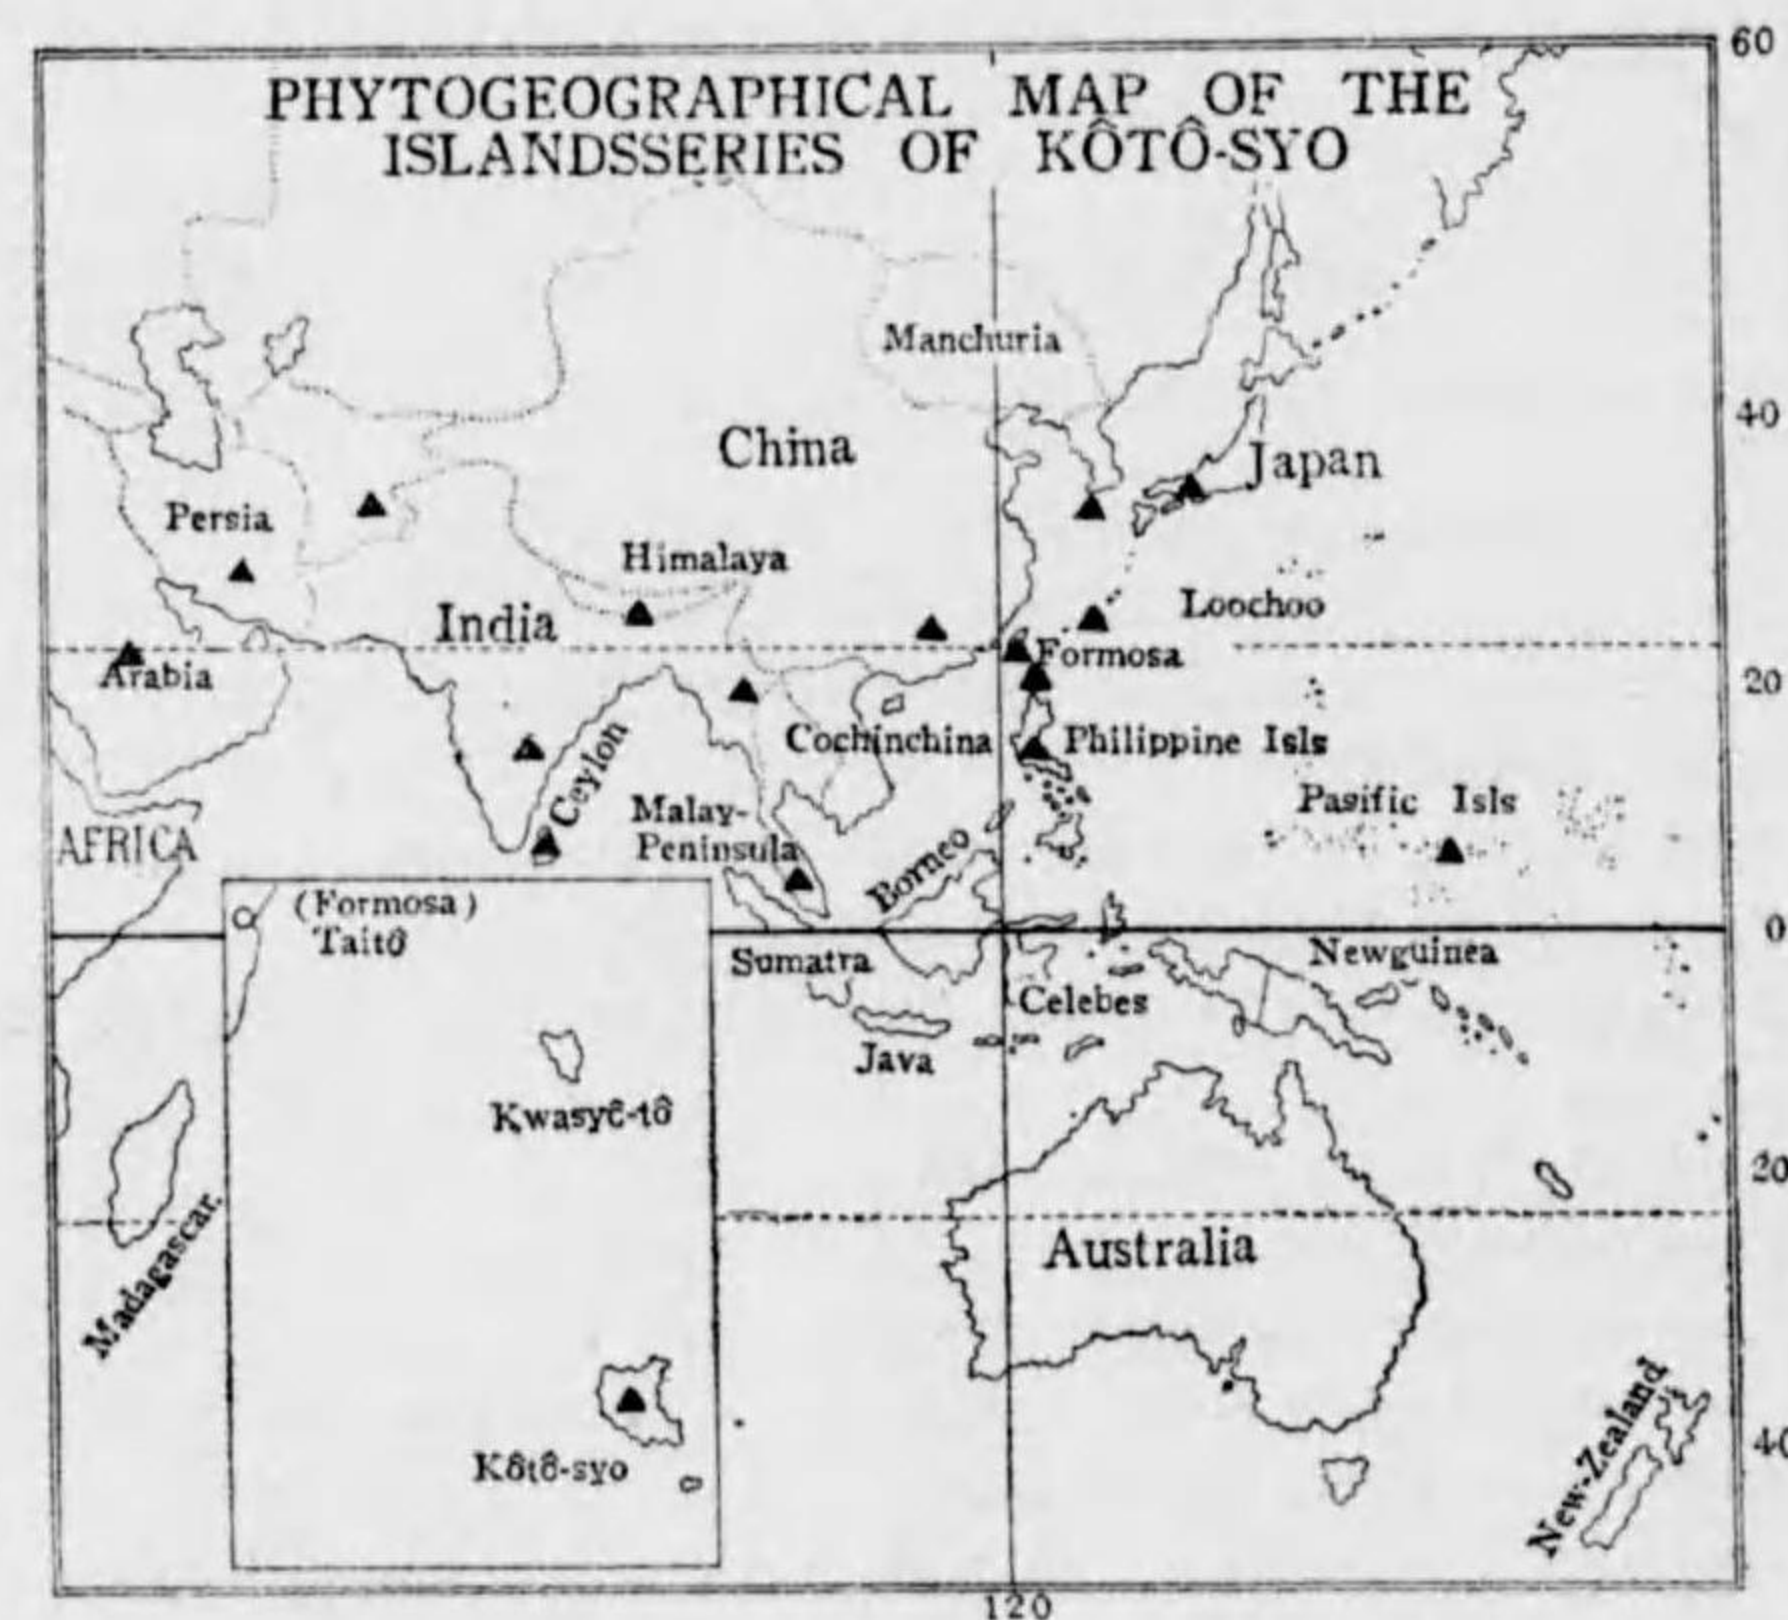 PHYTOGEOGRAPHICAL MAP OF THE
ISLANDSSERIES OF KÔTÔ-SYO
60
Manchuria
40
China
Japan
Persia
Himalaya
India
Loochoo
Arabia
Formosa
20
Cochinchina
Philippine Isls
Ceylon
Malay-
Peninsula
Pasific Isls
AFRICA
Borneo
(Formosa)
Taitô
0
Sumatra
Newguinea
Celebes
Java
Kwasyô-tô
20
Madagascar.
Australia
Kôtô-syo
New-Zealand
40
120